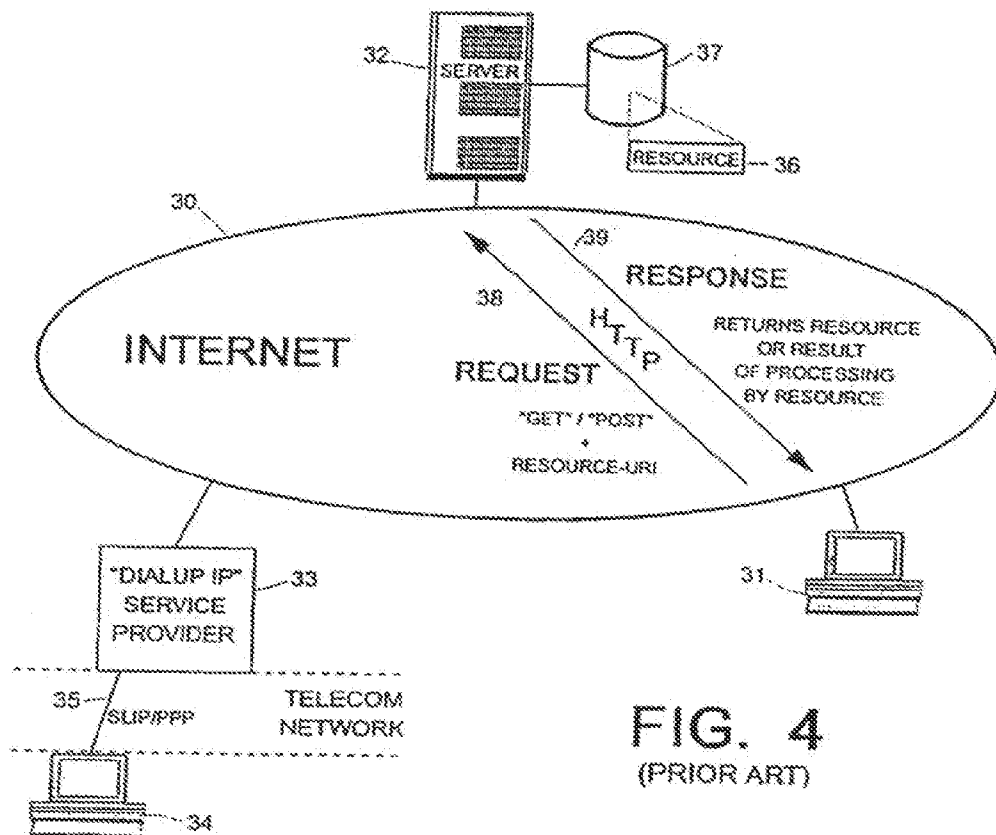 32
SERVER
37
RESOURCE
36
30
39
RESPONSE
38
HTTP
INTERNET
REQUEST
RETURNS RESOURCE
OR RESULT
OF PROCESSING
BY RESOURCE
"GET" / "POST"
+
RESOURCE-URI
"DIALUP IP"
SERVICE
PROVIDER
33
31
35
SLIP/PPP
TELECOM
NETWORK
34
FIG. 4
(PRIOR ART)